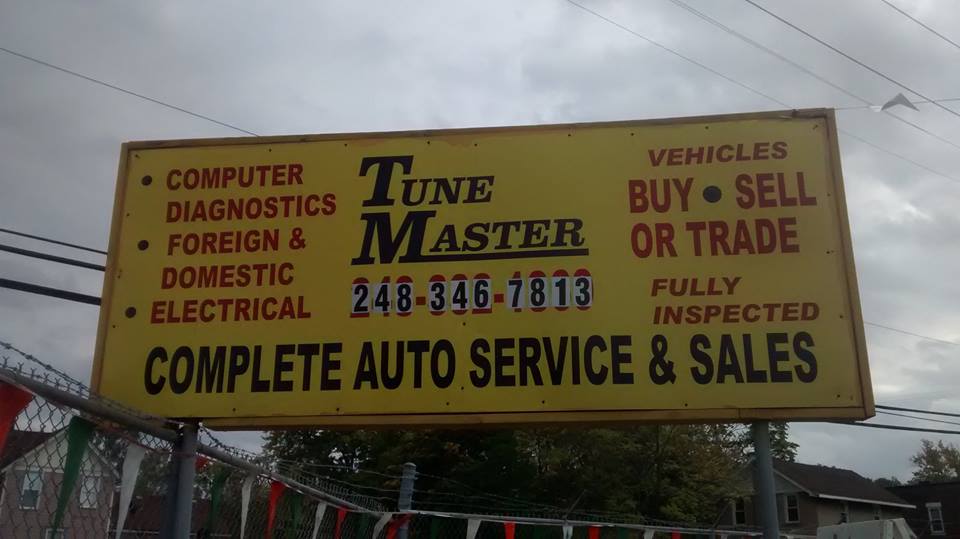 • COMPUTER
DIAGNOSTICS
• FOREIGN &
DOMESTIC
• ELECTRICAL
TUNE
MASTER
248-346-7813
VEHICLES
BUY • SELL
OR TRADE
FULLY
INSPECTED
COMPLETE AUTO SERVICE & SALES